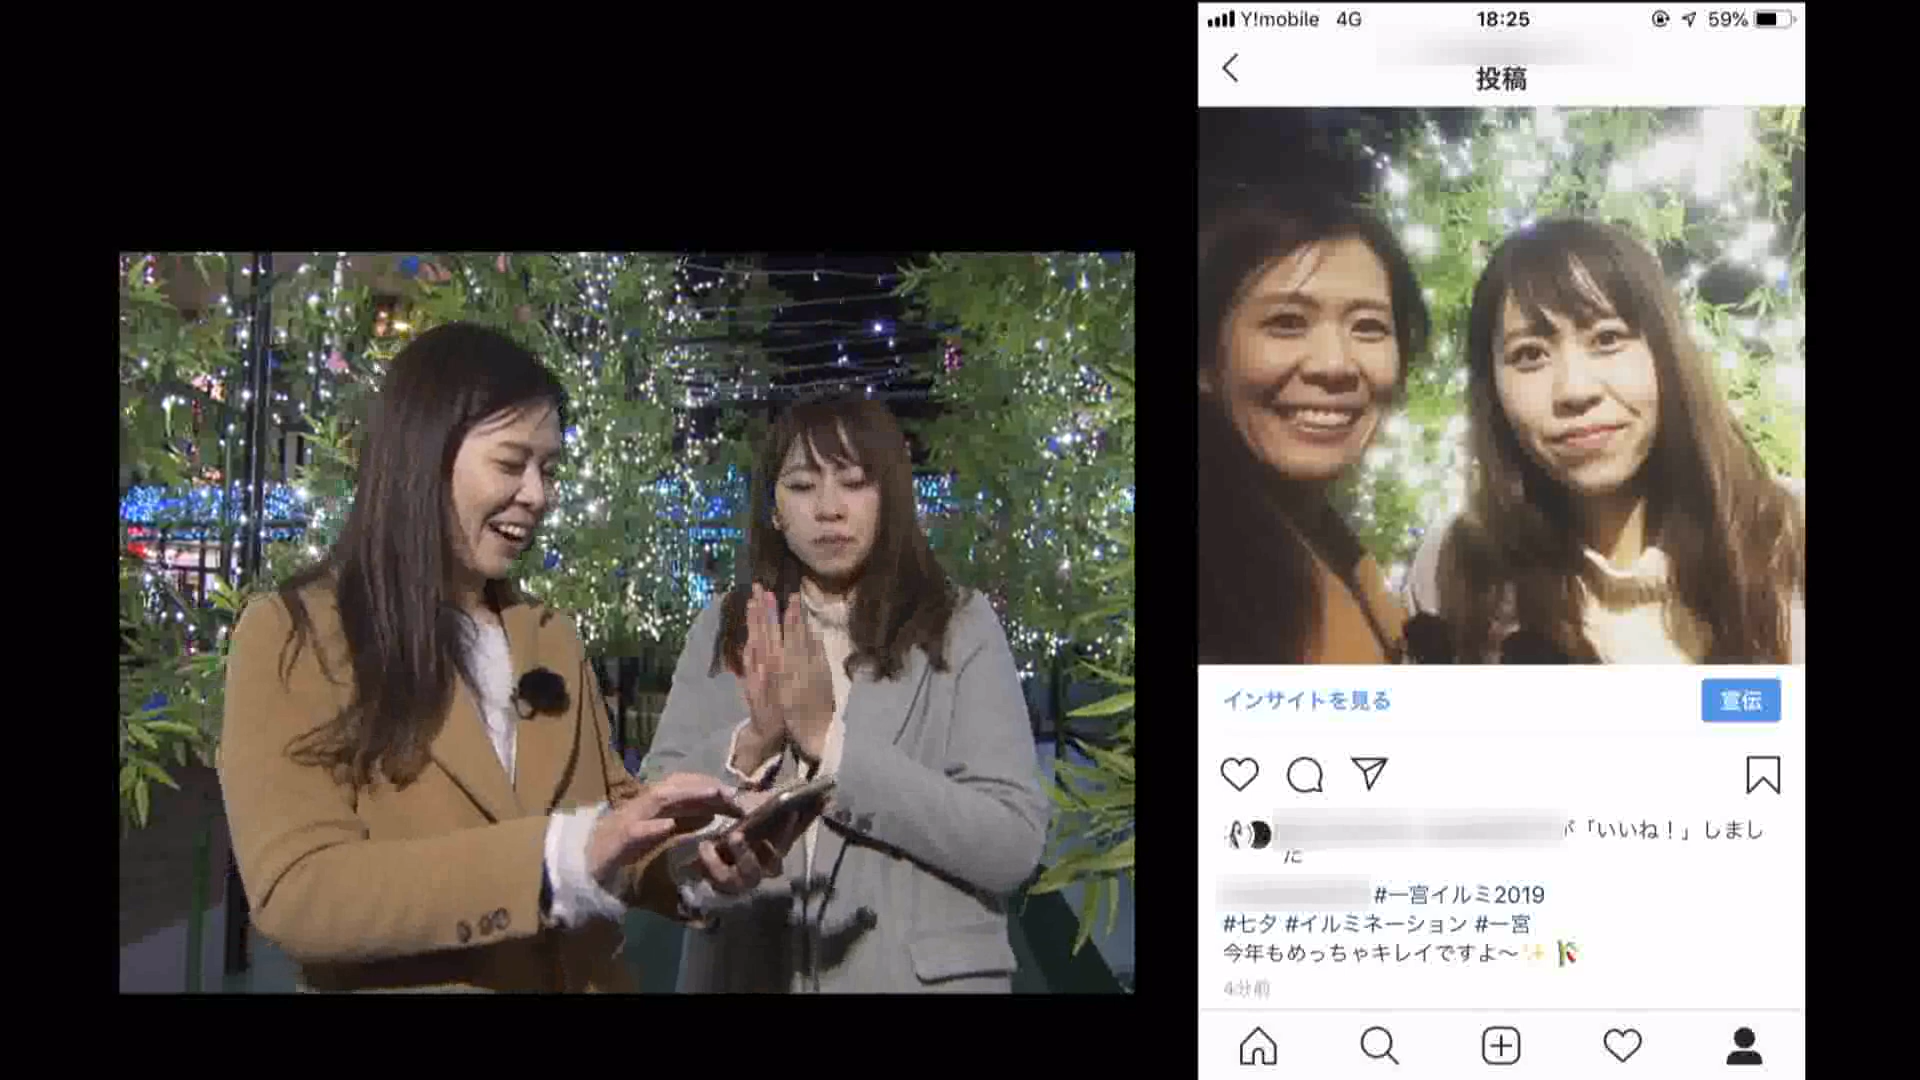 Y!mobile 4G 18:25 59%
投稿
インサイトを見る 宣伝
「いいね！」しまし
た
#一宮イルミ2019
#七夕 #イルミネーション #一宮
今年もめっちゃキレイですよ〜
4分前